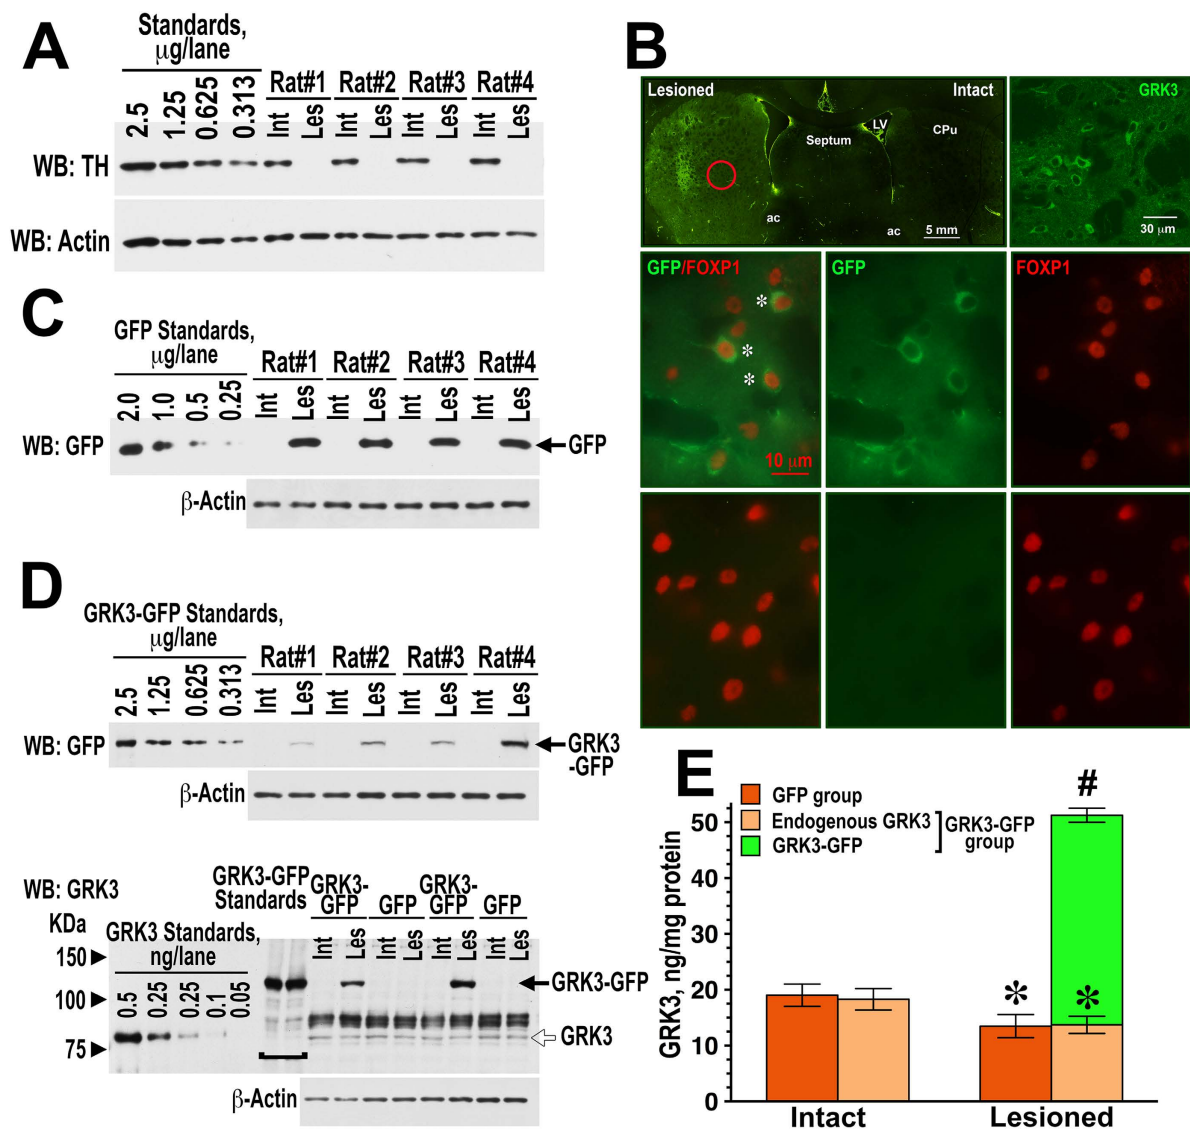 A
Standards,
µg/lane
2.5 1.25 0.625 0.313
Rat#1 Rat#2 Rat#3 Rat#4
Int Les Int Les Int Les Int Les
WB: TH
WB: Actin
B
Lesioned Intact
Septum LV CPu
ac ac
5 mm
GRK3
30 µm
GFP/FOXP1 GFP FOXP1
* * *
10 µm
C
GFP Standards,
µg/lane
2.0 1.0 0.5 0.25
Rat#1 Rat#2 Rat#3 Rat#4
Int Les Int Les Int Les Int Les
WB: GFP
GFP
β-Actin
D
GRK3-GFP Standards,
µg/lane
2.5 1.25 0.625 0.313
Rat#1 Rat#2 Rat#3 Rat#4
Int Les Int Les Int Les Int Les
WB: GFP
GRK3
-GFP
β-Actin
WB: GRK3
GRK3-GFP
Standards
GRK3-
GFP
GFP
GRK3-
GFP
GFP
Int Les Int Les Int Les Int Les
KDa
150
100
75
GRK3 Standards,
ng/lane
0.5 0.25 0.25 0.1 0.05
GRK3-GFP
GRK3
β-Actin
E
GFP group
Endogenous GRK3
GRK3-GFP
GRK3-GFP
group
#
* *
GRK3, ng/mg protein
50
40
30
20
10
0
Intact Lesioned